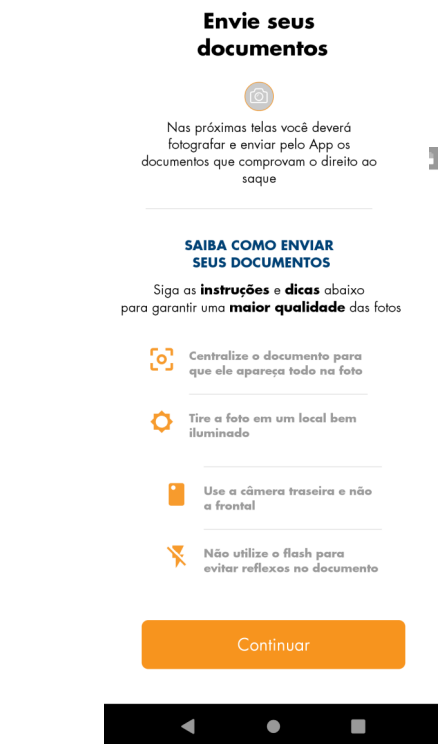 Envie seus
documentos
Nas próximas telas você deverá
fotografar e enviar pelo App os
documentos que comprovam o direito ao
saque
SAIBA COMO ENVIAR
SEUS DOCUMENTOS
Siga as instruções e dicas abaixo
para garantir uma maior qualidade das fotos
Centralize o documento para
que ele apareça todo na foto
Tire a foto em um local bem
iluminado
Use a câmera traseira e não
a frontal
Não utilize o flash para
evitar reflexos no documento
Continuar